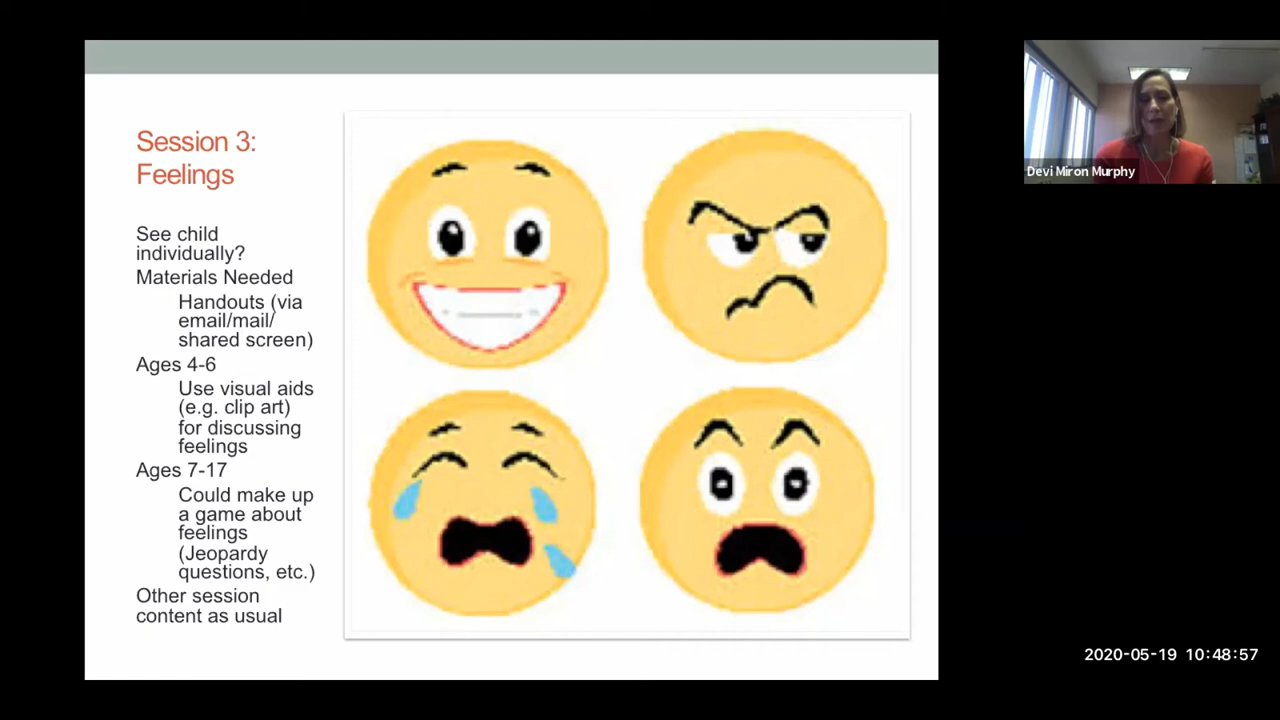 Session 3:
Feelings
See child
individually?
Materials Needed
Handouts (via
email/mail/
shared screen)
Ages 4-6
Use visual aids
(e.g. clip art)
for discussing
feelings
Ages 7-17
Could make up
a game about
feelings
(Jeopardy
questions, etc.)
Other session
content as usual
Devi Miron Murphy
2020-05-19 10:48:57